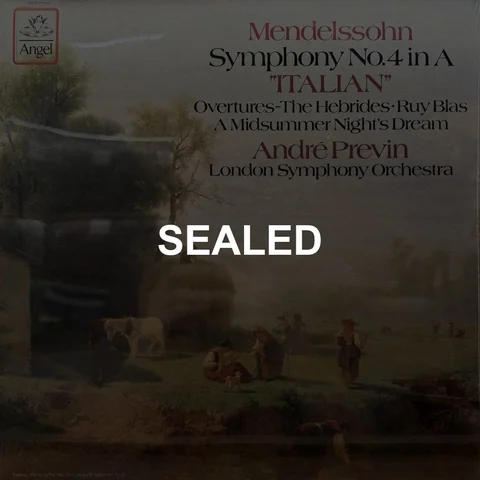 Angel
Mendelssohn
Symphony No. 4 in A
"ITALIAN"
Overtures-The Hebrides · Ruy Blas
A Midsummer Night's Dream
André Previn
London Symphony Orchestra
SEALED